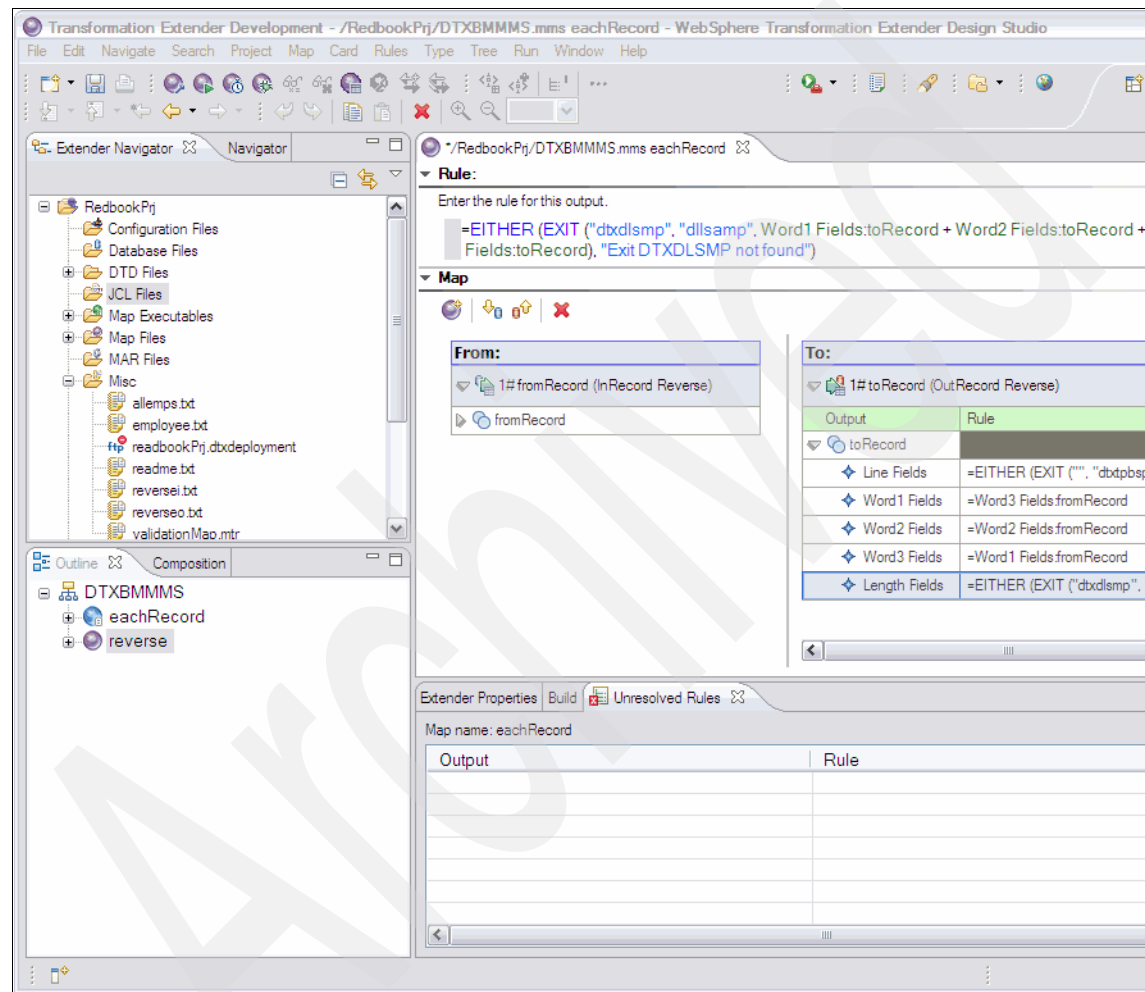 Transformation Extender Development - /RedbookPrj/DTXBMMMS.mms eachRecord - WebSphere Transformation Extender Design Studio
File Edit Navigate Search Project Map Card Rules Type Tree Run Window Help
Extender Navigator Navigator
RedbookPrj
Configuration Files
Database Files
DTD Files
JCL Files
Map Executables
Map Files
MAR Files
Misc
allemps.txt
employee.txt
ftp readbookPrj.dtxdeployment
readme.txt
reversei.txt
reverseo.txt
validationMap.mtr
Outline Composition
DTXBMMMS
eachRecord
reverse
*/RedbookPrj/DTXBMMMS.mms eachRecord
Rule:
Enter the rule for this output.
=EITHER (EXIT ("dtxdlsmp", "dllsamp", Word1 Fields:toRecord + Word2 Fields:toRecord +
Fields:toRecord), "Exit DTXDLSMP not found")
Map
From:
1# fromRecord (InRecord Reverse)
fromRecord
To:
1# toRecord (OutRecord Reverse)
Output Rule
toRecord
Line Fields =EITHER (EXIT ("", "dtxtpbsp
Word1 Fields =Word3 Fields:fromRecord
Word2 Fields =Word2 Fields:fromRecord
Word3 Fields =Word1 Fields:fromRecord
Length Fields =EITHER (EXIT ("dtxdlsmp",
Extender Properties Build Unresolved Rules
Map name: eachRecord
Output Rule
Archived